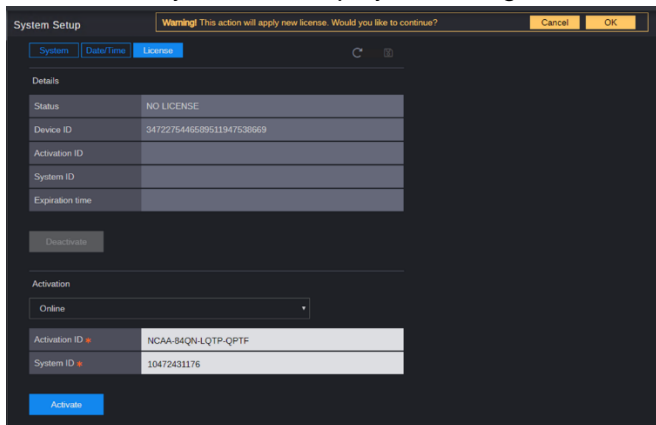 System Setup
Warning! This action will apply new license. Would you like to continue?
Cancel
OK
System
Date/Time
License
Details
Status
NO LICENSE
Device ID
3472275446589511947538669
Activation ID
System ID
Expiration time
Deactivate
Activation
Online
Activation ID *
NCAA-84QN-LQTP-QPTF
System ID *
10472431176
Activate